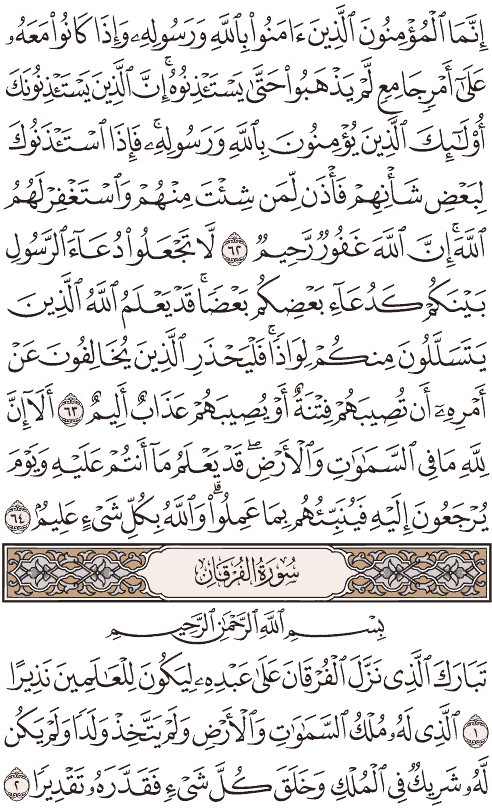 إِنَّمَا ٱلْمُؤْمِنُونَ ٱلَّذِينَ ءَامَنُوا۟ بِٱللَّهِ وَرَسُولِهِۦ وَإِذَا كَانُوا۟ مَعَهُۥ
عَلَىٰٓ أَمْرٍۢ جَامِعٍۢ لَّمْ يَذْهَبُوا۟ حَتَّىٰ يَسْتَـْٔذِنُوهُ ۚ إِنَّ ٱلَّذِينَ يَسْتَـْٔذِنُونَكَ
أُو۟لَـٰٓئِكَ ٱلَّذِينَ يُؤْمِنُونَ بِٱللَّهِ وَرَسُولِهِۦ ۚ فَإِذَا ٱسْتَـْٔذَنُوكَ
لِبَعْضِ شَأْنِهِمْ فَأْذَن لِّمَن شِئْتَ مِنْهُمْ وَٱسْتَغْفِرْ لَهُمُ
ٱللَّهَ ۚ إِنَّ ٱللَّهَ غَفُورٌۭ رَّحِيمٌۭ ٦٢ لَّا تَجْعَلُوا۟ دُعَآءَ ٱلرَّسُولِ
بَيْنَكُمْ كَدُعَآءِ بَعْضِكُم بَعْضًۭا ۚ قَدْ يَعْلَمُ ٱللَّهُ ٱلَّذِينَ
يَتَسَلَّلُونَ مِنكُمْ لِوَاذًۭا ۚ فَلْيَحْذَرِ ٱلَّذِينَ يُخَالِفُونَ عَنْ
أَمْرِهِۦٓ أَن تُصِيبَهُمْ فِتْنَةٌ أَوْ يُصِيبَهُمْ عَذَابٌ أَلِيمٌ ٦٣ أَلَآ إِنَّ
لِلَّهِ مَا فِى ٱلسَّمَـٰوَٰتِ وَٱلْأَرْضِ ۖ قَدْ يَعْلَمُ مَآ أَنتُمْ عَلَيْهِ وَيَوْمَ
يُرْجَعُونَ إِلَيْهِ فَيُنَبِّئُهُم بِمَا عَمِلُوا۟ ۗ وَٱللَّهُ بِكُلِّ شَىْءٍ عَلِيمٌۢ ٦٤
سُورَةُ الْفُرْقَانِ
بِسْمِ ٱللَّهِ ٱلرَّحْمَـٰنِ ٱلرَّحِيمِ
تَبَارَكَ ٱلَّذِى نَزَّلَ ٱلْفُرْقَانَ عَلَىٰ عَبْدِهِۦ لِيَكُونَ لِلْعَـٰلَمِينَ نَذِيرًا
١ ٱلَّذِى لَهُۥ مُلْكُ ٱلسَّمَـٰوَٰتِ وَٱلْأَرْضِ وَلَمْ يَتَّخِذْ وَلَدًۭا وَلَمْ يَكُن
لَّهُۥ شَرِيكٌۭ فِى ٱلْمُلْكِ وَخَلَقَ كُلَّ شَىْءٍۢ فَقَدَّرَهُۥ تَقْدِيرًۭا ٢